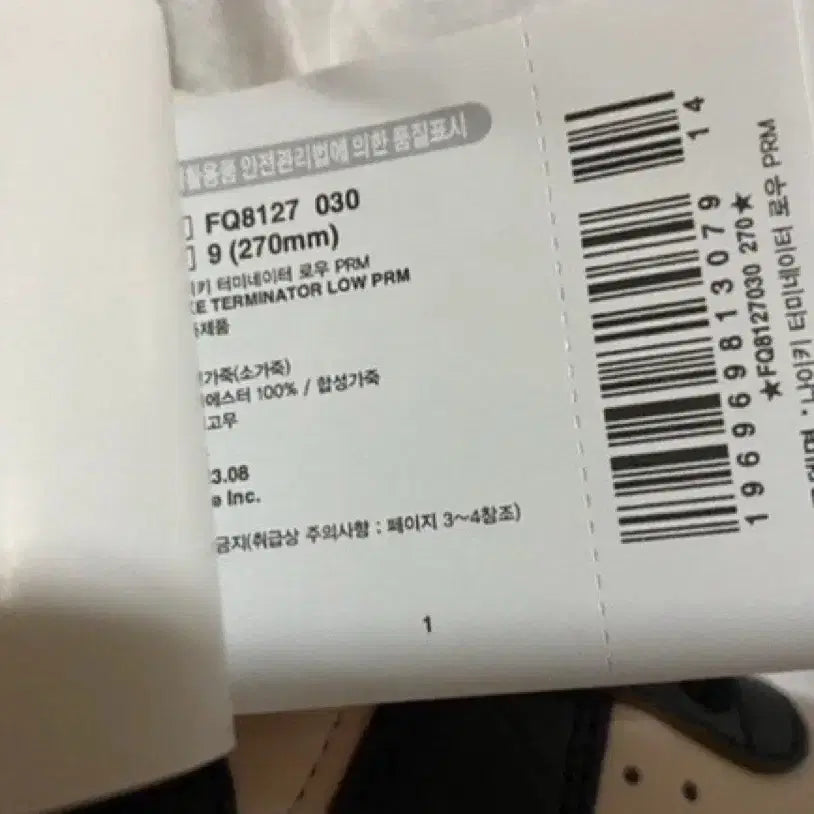 활용품 안전관리법에 의한 품질표시
FQ8127 030
9 (270mm)
키 터미네이터 로우 PRM
E TERMINATOR LOW PRM
제품
가죽(소가죽)
에스터 100% / 합성가죽
고무
3.08
Inc.
금지(취급상 주의사항 : 페이지 3~4참조)
1
14
196969813079
★FQ8127030 270★
나이키 터미네이터 로우 PRM